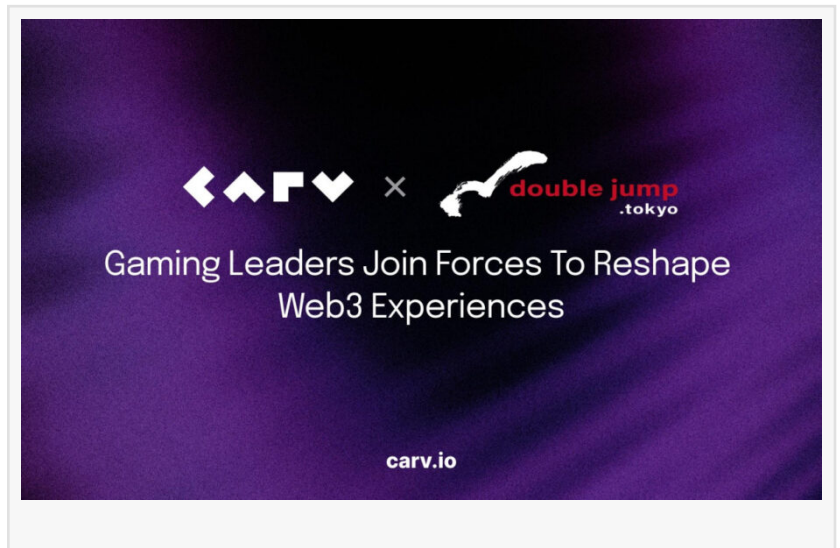 CARV × double jump
.tokyo
Gaming Leaders Join Forces To Reshape
Web3 Experiences
carv.io